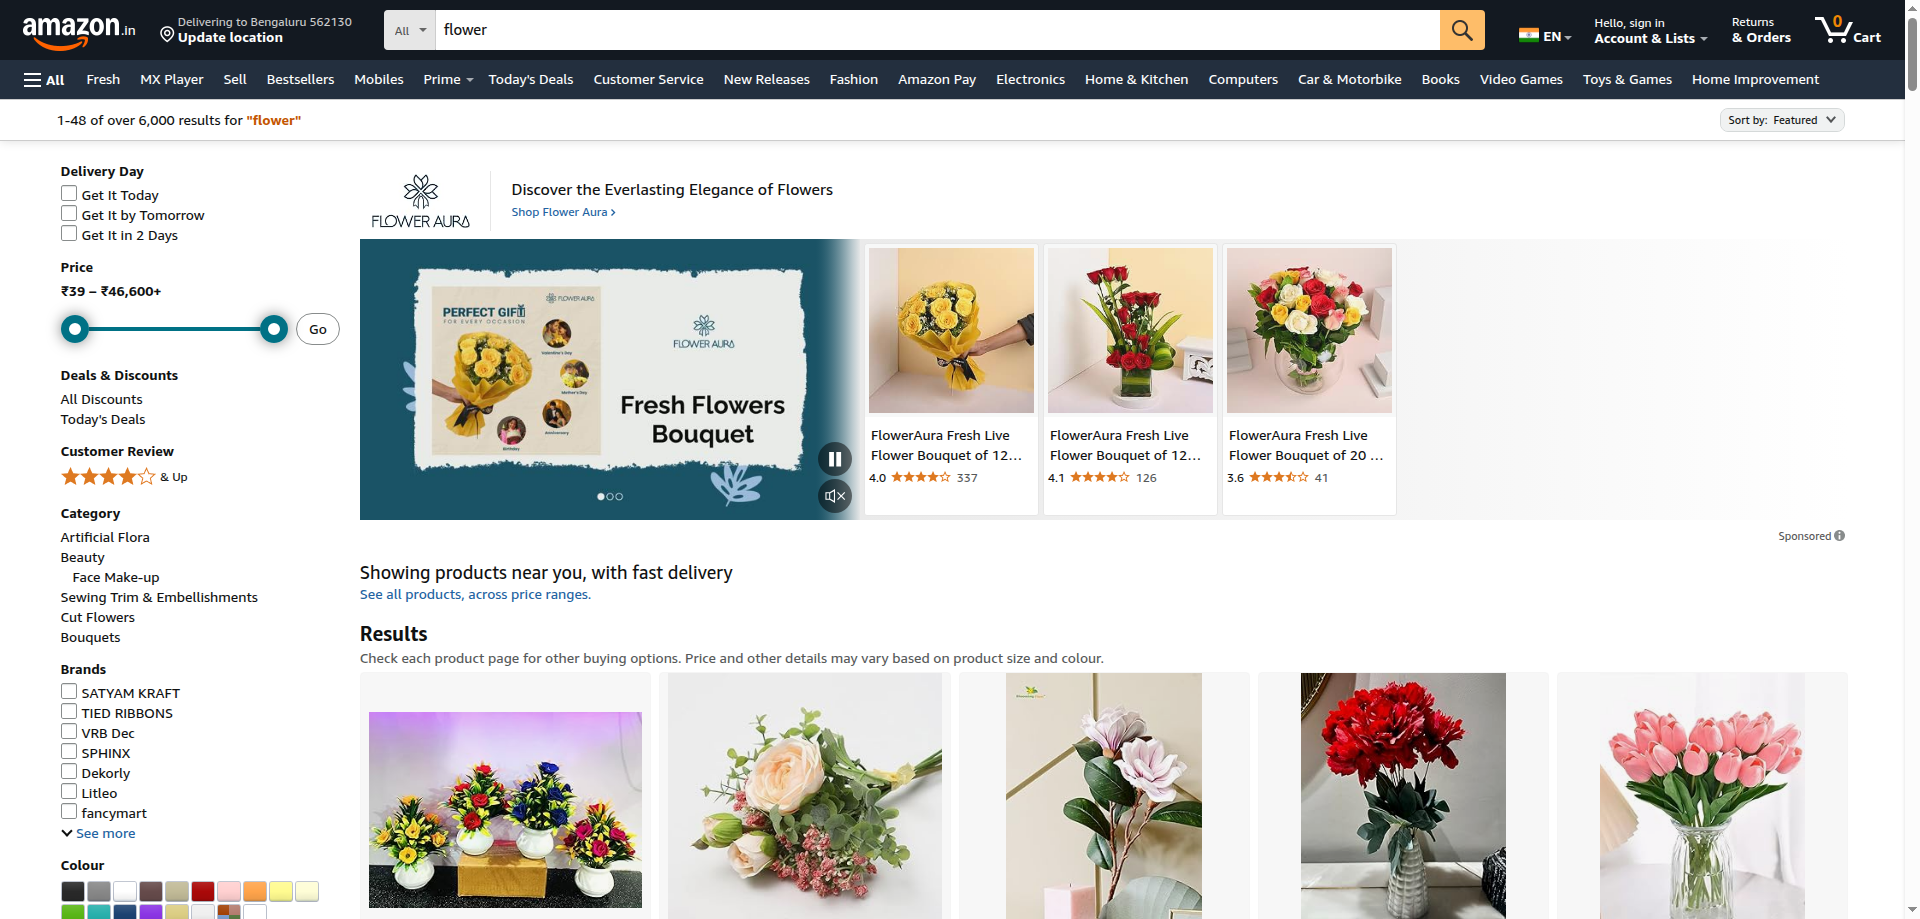 amazon.in
Delivering to Bengaluru 562130
Update location
All
flower
EN
Hello, sign in
Account & Lists
Returns
& Orders
0
Cart
All
Fresh
MX Player
Sell
Bestsellers
Mobiles
Prime
Today's Deals
Customer Service
New Releases
Fashion
Amazon Pay
Electronics
Home & Kitchen
Computers
Car & Motorbike
Books
Video Games
Toys & Games
Home Improvement
1-48 of over 6,000 results for "flower"
Sort by: Featured
Delivery Day
Get It Today
Get It by Tomorrow
Get It in 2 Days
Price
₹39 – ₹46,600+
Go
Deals & Discounts
All Discounts
Today's Deals
Customer Review
& Up
Category
Artificial Flora
Beauty
Face Make-up
Sewing Trim & Embellishments
Cut Flowers
Bouquets
Brands
SATYAM KRAFT
TIED RIBBONS
VRB Dec
SPHINX
Dekorly
Litleo
fancymart
See more
Colour
FLOWER AURA
Discover the Everlasting Elegance of Flowers
Shop Flower Aura ›
FLOWER AURA
PERFECT GIFT
FOR EVERY OCCASION
Valentine's Day
Mother's Day
Anniversary
Birthday
FLOWER AURA
Fresh Flowers
Bouquet
FlowerAura Fresh Live
Flower Bouquet of 12...
4.0
337
FlowerAura Fresh Live
Flower Bouquet of 12...
4.1
126
FlowerAura Fresh Live
Flower Bouquet of 20 ...
3.6
41
Sponsored
Showing products near you, with fast delivery
See all products, across price ranges.
Results
Check each product page for other buying options. Price and other details may vary based on product size and colour.